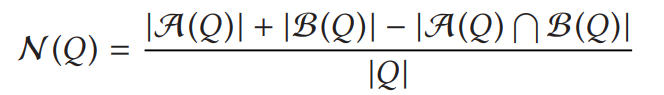 𝒩(Q) = (|𝒜(Q)| + |ℬ(Q)| − |𝒜(Q) ⋂ ℬ(Q)|) / |Q|